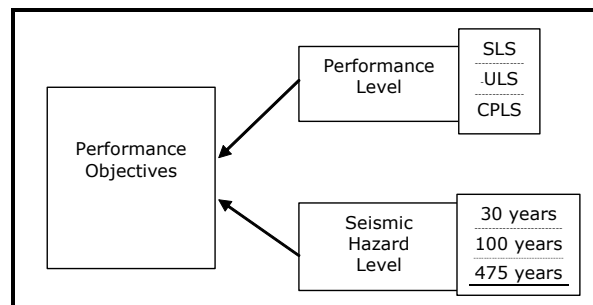 Performance
Objectives
Performance
Level
SLS
ULS
CPLS
Seismic
Hazard
Level
30 years
100 years
475 years